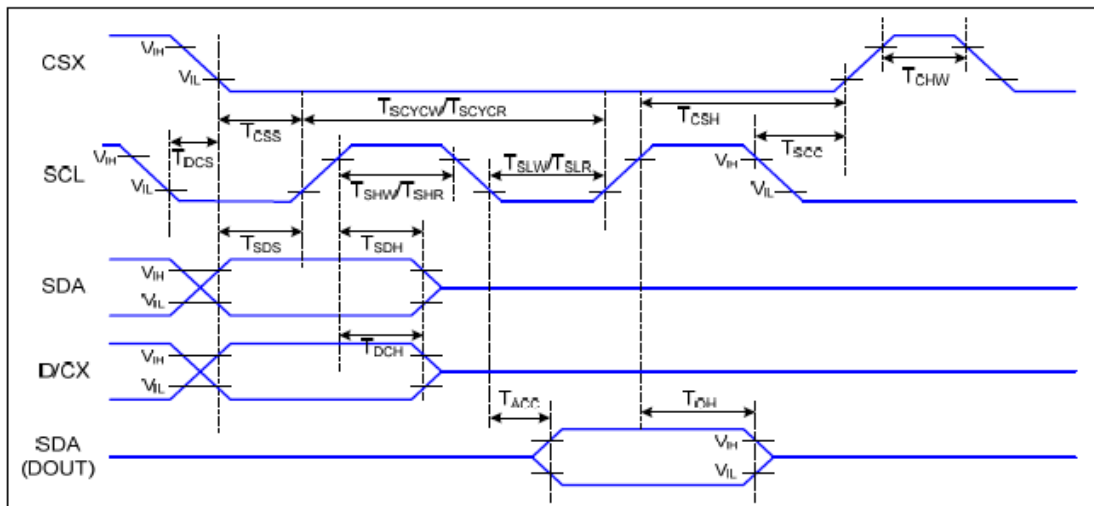 CSX
VIH
VIL
TCHW
TSCYCW/TSCYCR
TCSS
TCSH
TDCS
TSCC
SCL
VIH
VIL
TSLW/TSLR
TSHW/TSHR
VIH
VIL
TSDS
TSDH
SDA
VIH
VIL
TDCH
D/CX
VIH
VIL
TACC
TOH
SDA
(DOUT)
VIH
VIL